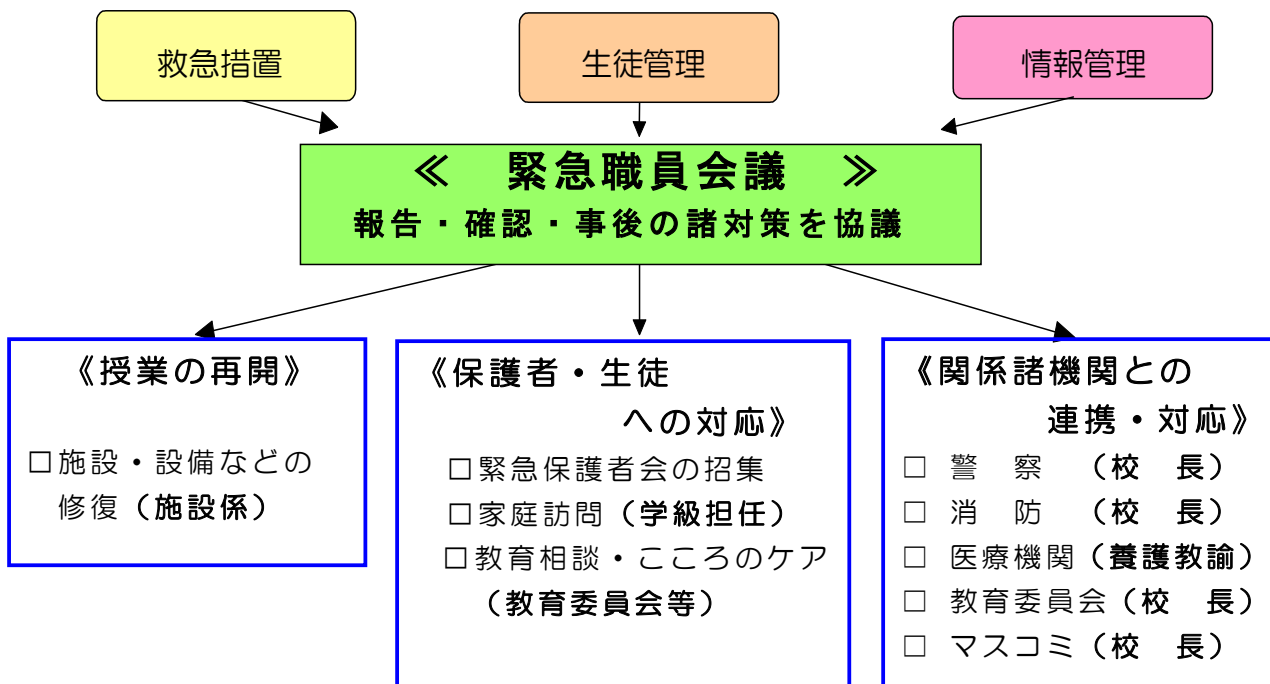 救急措置
生徒管理
情報管理
≪　緊急職員会議　≫
報告・確認・事後の諸対策を協議
《授業の再開》
□施設・設備などの
修復（施設係）
《保護者・生徒
への対応》
□緊急保護者会の招集
□家庭訪問（学級担任）
□教育相談・こころのケア
（教育委員会等）
《関係諸機関との
連携・対応》
□　警　察　（校　長）
□　消　防　（校　長）
□　医療機関（養護教諭）
□　教育委員会（校　長）
□　マスコミ（校　長）